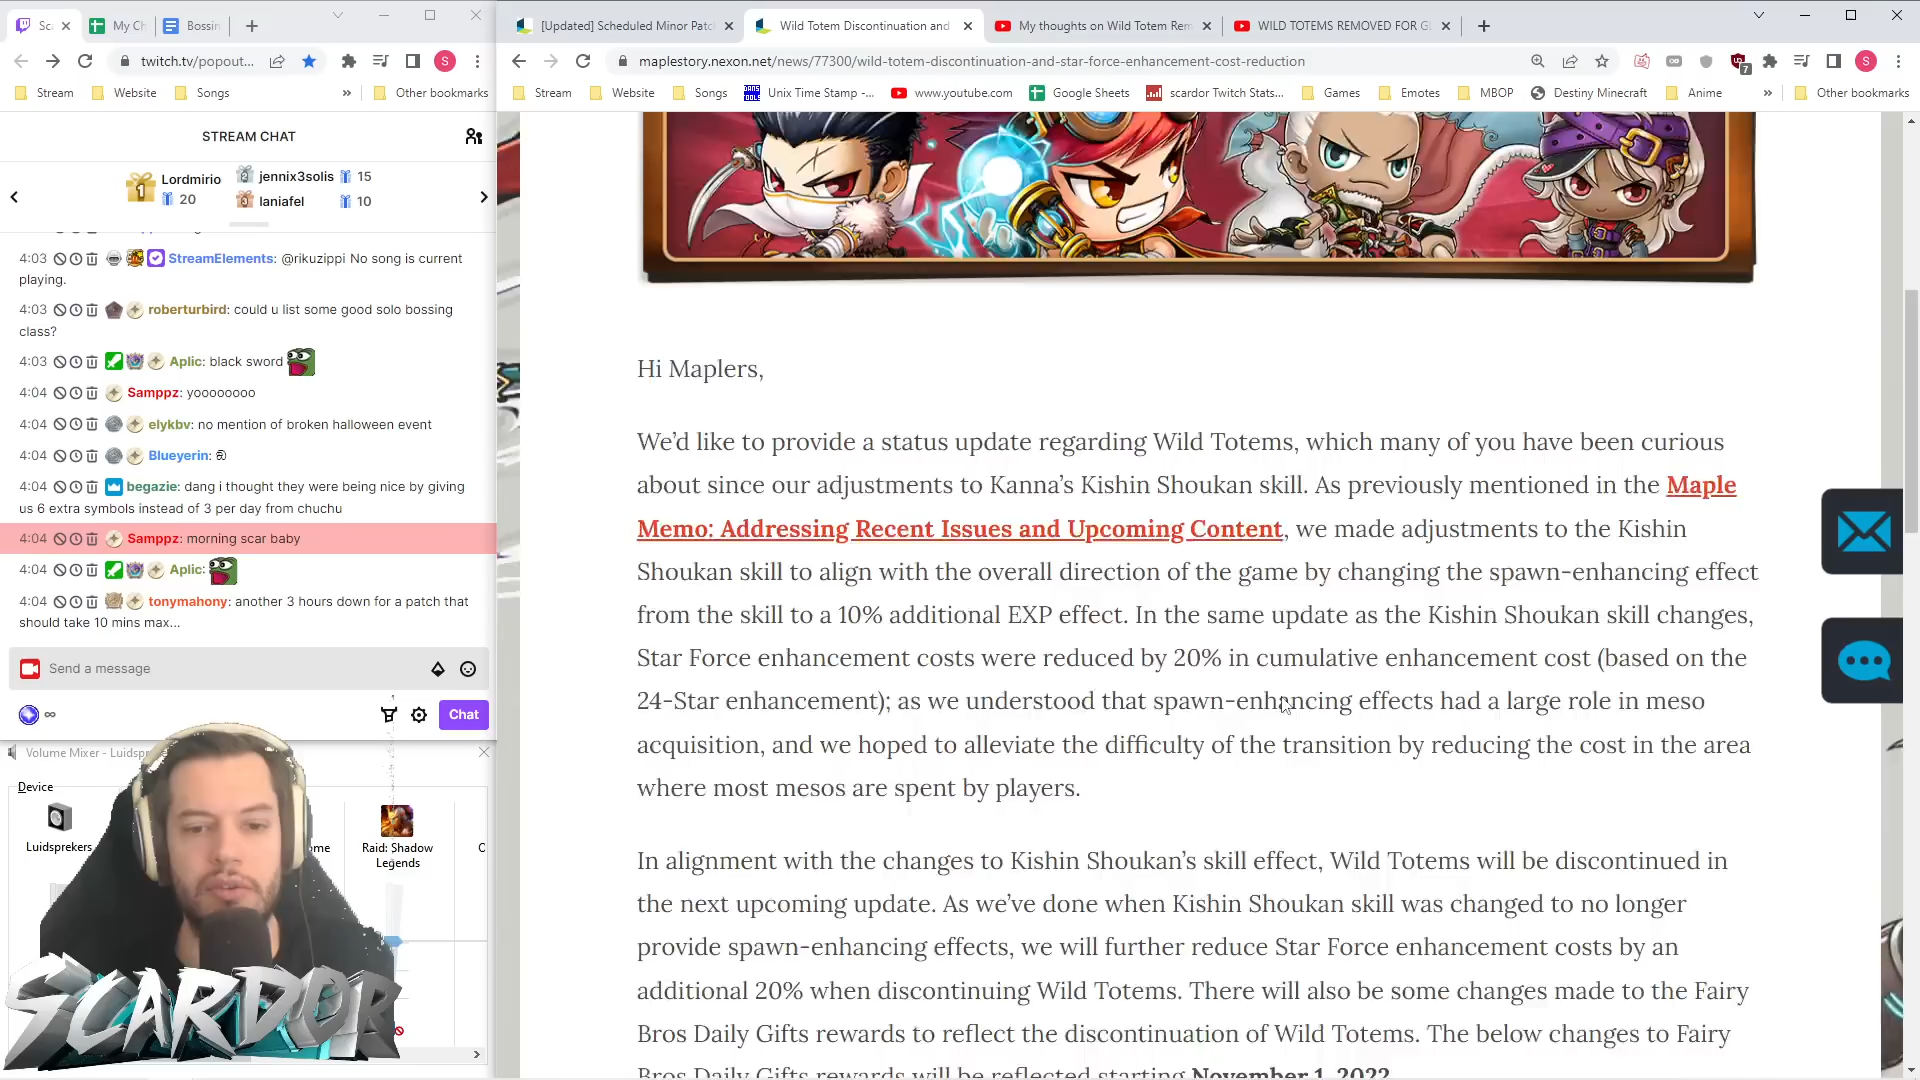 Sc
My Ch
Bossin
[Updated] Scheduled Minor Patc
Wild Totem Discontinuation and
My thoughts on Wild Totem Rem
WILD TOTEMS REMOVED FOR GL
twitch.tv/popout...
S
maplestory.nexon.net/news/77300/wild-totem-discontinuation-and-star-force-enhancement-cost-reduction
7
S
Stream
Website
Songs
»
Other bookmarks
Stream
Website
Songs
Unix Time Stamp -...
www.youtube.com
Google Sheets
scardor Twitch Stats...
Games
Emotes
MBOP
Destiny Minecraft
Anime
»
Other bookmarks
STREAM CHAT
1
Lordmirio
20
2
jennix3solis
15
3
laniafel
10
4:03 StreamElements: @rikuzippi No song is current
playing.
4:03 roberturbird: could u list some good solo bossing
class?
4:03 Aplic: black sword
4:04 Samppz: yoooooooo
4:04 elykbv: no mention of broken halloween event
4:04 Blueyerin:
4:04 begazie: dang i thought they were being nice by giving
us 6 extra symbols instead of 3 per day from chuchu
4:04 Samppz: morning scar baby
4:04 Aplic:
4:04 tonymahony: another 3 hours down for a patch that
should take 10 mins max...
Send a message
∞
Chat
Volume Mixer - Luidsp
Device
Luidsprekers
ome
Raid: Shadow
Legends
SCARDOR
Hi Maplers,
We'd like to provide a status update regarding Wild Totems, which many of you have been curious
about since our adjustments to Kanna's Kishin Shoukan skill. As previously mentioned in the Maple
Memo: Addressing Recent Issues and Upcoming Content, we made adjustments to the Kishin
Shoukan skill to align with the overall direction of the game by changing the spawn-enhancing effect
from the skill to a 10% additional EXP effect. In the same update as the Kishin Shoukan skill changes,
Star Force enhancement costs were reduced by 20% in cumulative enhancement cost (based on the
24-Star enhancement); as we understood that spawn-enhancing effects had a large role in meso
acquisition, and we hoped to alleviate the difficulty of the transition by reducing the cost in the area
where most mesos are spent by players.
In alignment with the changes to Kishin Shoukan's skill effect, Wild Totems will be discontinued in
the next upcoming update. As we've done when Kishin Shoukan skill was changed to no longer
provide spawn-enhancing effects, we will further reduce Star Force enhancement costs by an
additional 20% when discontinuing Wild Totems. There will also be some changes made to the Fairy
Bros Daily Gifts rewards to reflect the discontinuation of Wild Totems. The below changes to Fairy
Bros Daily Gifts rewards will be reflected starting November 1, 2022